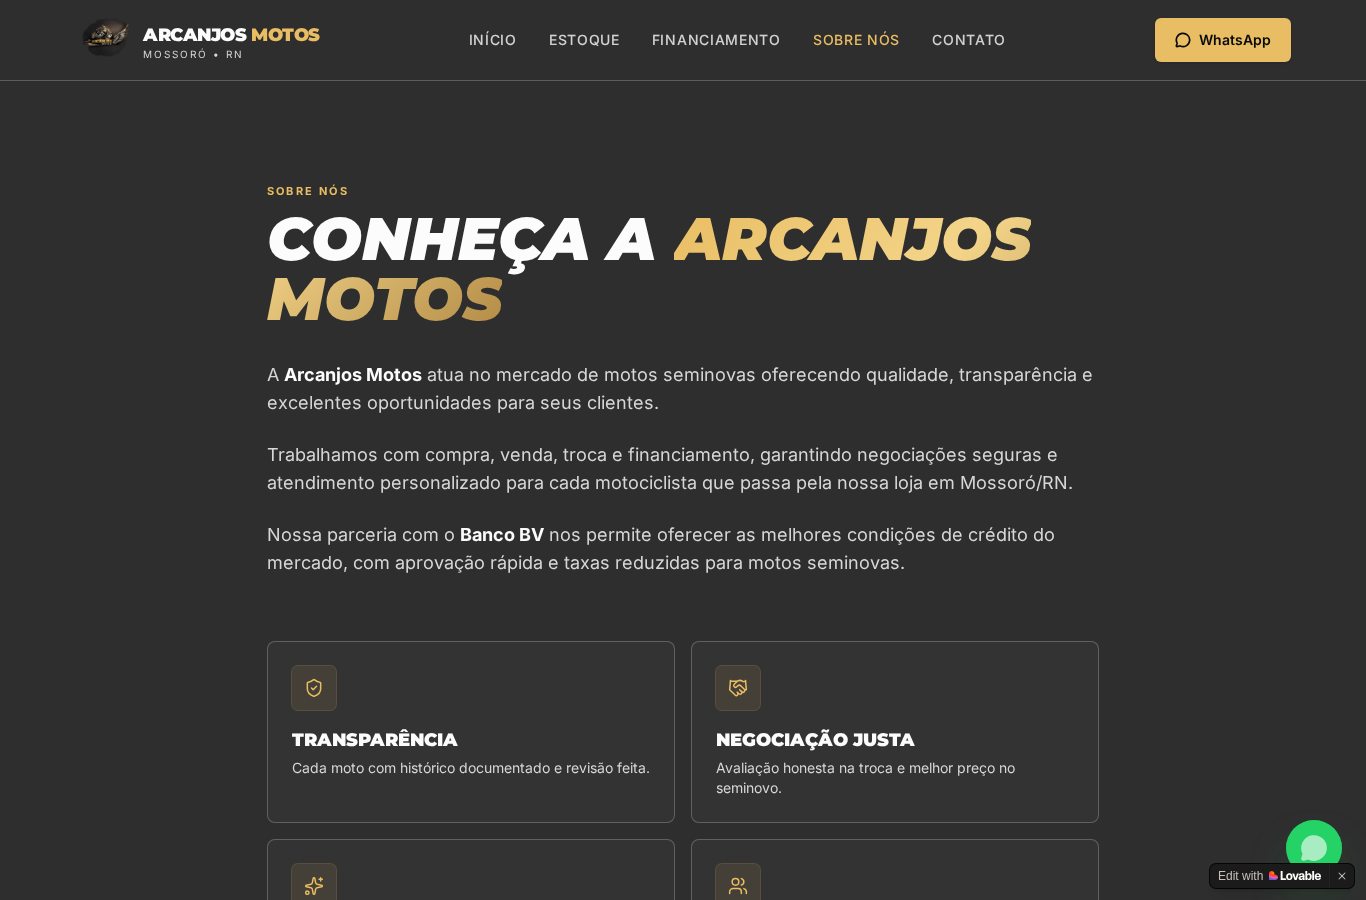 ARCANJOS MOTOS
MOSSORÓ • RN
INÍCIO
ESTOQUE
FINANCIAMENTO
SOBRE NÓS
CONTATO
WhatsApp
SOBRE NÓS
CONHEÇA A ARCANJOS
MOTOS
A Arcanjos Motos atua no mercado de motos seminovas oferecendo qualidade, transparência e
excelentes oportunidades para seus clientes.
Trabalhamos com compra, venda, troca e financiamento, garantindo negociações seguras e
atendimento personalizado para cada motociclista que passa pela nossa loja em Mossoró/RN.
Nossa parceria com o Banco BV nos permite oferecer as melhores condições de crédito do
mercado, com aprovação rápida e taxas reduzidas para motos seminovas.
TRANSPARÊNCIA
Cada moto com histórico documentado e revisão feita.
NEGOCIAÇÃO JUSTA
Avaliação honesta na troca e melhor preço no
seminovo.
Edit with Lovable